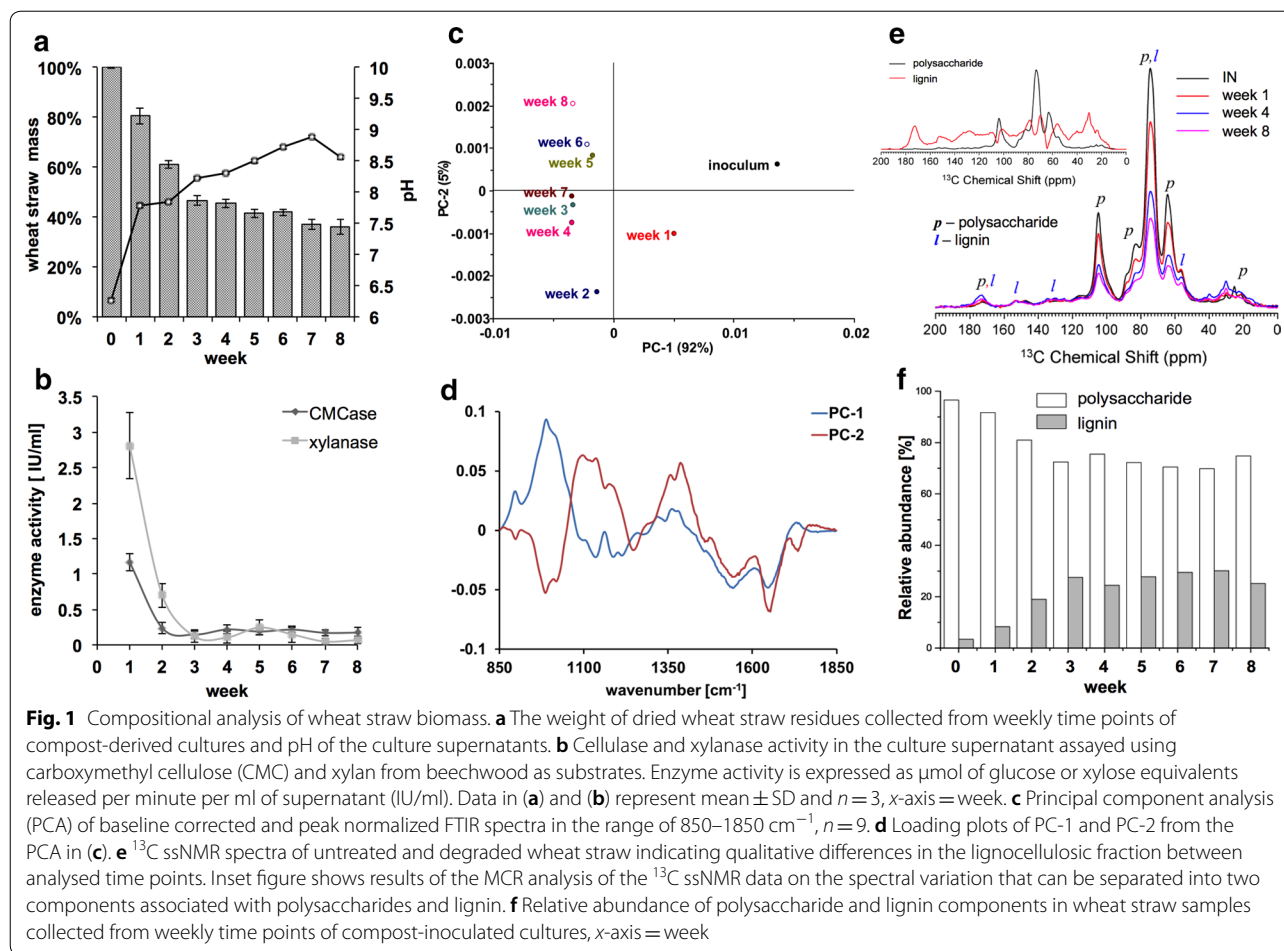 a
100%
80%
60%
40%
20%
0%
wheat straw mass
10
9.5
9
8.5
8
7.5
7
6.5
6
pH
0 1 2 3 4 5 6 7 8
week
b
3.5
3
2.5
2
1.5
1
0.5
0
enzyme activity [ IU/ml]
CMCase
xylanase
0 1 2 3 4 5 6 7 8
week
c
0.003
0.002
0.001
0
-0.001
-0.002
-0.003
PC-2 (5%)
week 8
week 6
week 5
inoculum
week 7
week 3
week 4
week 1
week 2
-0.01 0 0.01 0.02
PC-1 (92%)
d
0.1
0.05
0
-0.05
-0.1
PC-1
PC-2
850 1100 1350 1600 1850
wavenumber [cm-1]
e
polysaccharide
lignin
200 180 160 140 120 100 80 60 40 20 0
13C Chemical Shift (ppm)
p,l
IN
week 1
week 4
week 8
p
p
p
p – polysaccharide
l – lignin
p,l
l
l
l
p
200 180 160 140 120 100 80 60 40 20 0
13C Chemical Shift (ppm)
f
100
80
60
40
20
0
Relative abundance [%]
polysaccharide
lignin
0 1 2 3 4 5 6 7 8
week
Fig. 1 Compositional analysis of wheat straw biomass. a The weight of dried wheat straw residues collected from weekly time points of
compost-derived cultures and pH of the culture supernatants. b Cellulase and xylanase activity in the culture supernatant assayed using
carboxymethyl cellulose (CMC) and xylan from beechwood as substrates. Enzyme activity is expressed as µmol of glucose or xylose equivalents
released per minute per ml of supernatant (IU/ml). Data in (a) and (b) represent mean ± SD and n = 3, x-axis = week. c Principal component analysis
(PCA) of baseline corrected and peak normalized FTIR spectra in the range of 850–1850 cm−1, n = 9. d Loading plots of PC-1 and PC-2 from the
PCA in (c). e 13C ssNMR spectra of untreated and degraded wheat straw indicating qualitative differences in the lignocellulosic fraction between
analysed time points. Inset figure shows results of the MCR analysis of the 13C ssNMR data on the spectral variation that can be separated into two
components associated with polysaccharides and lignin. f Relative abundance of polysaccharide and lignin components in wheat straw samples
collected from weekly time points of compost-inoculated cultures, x-axis = week